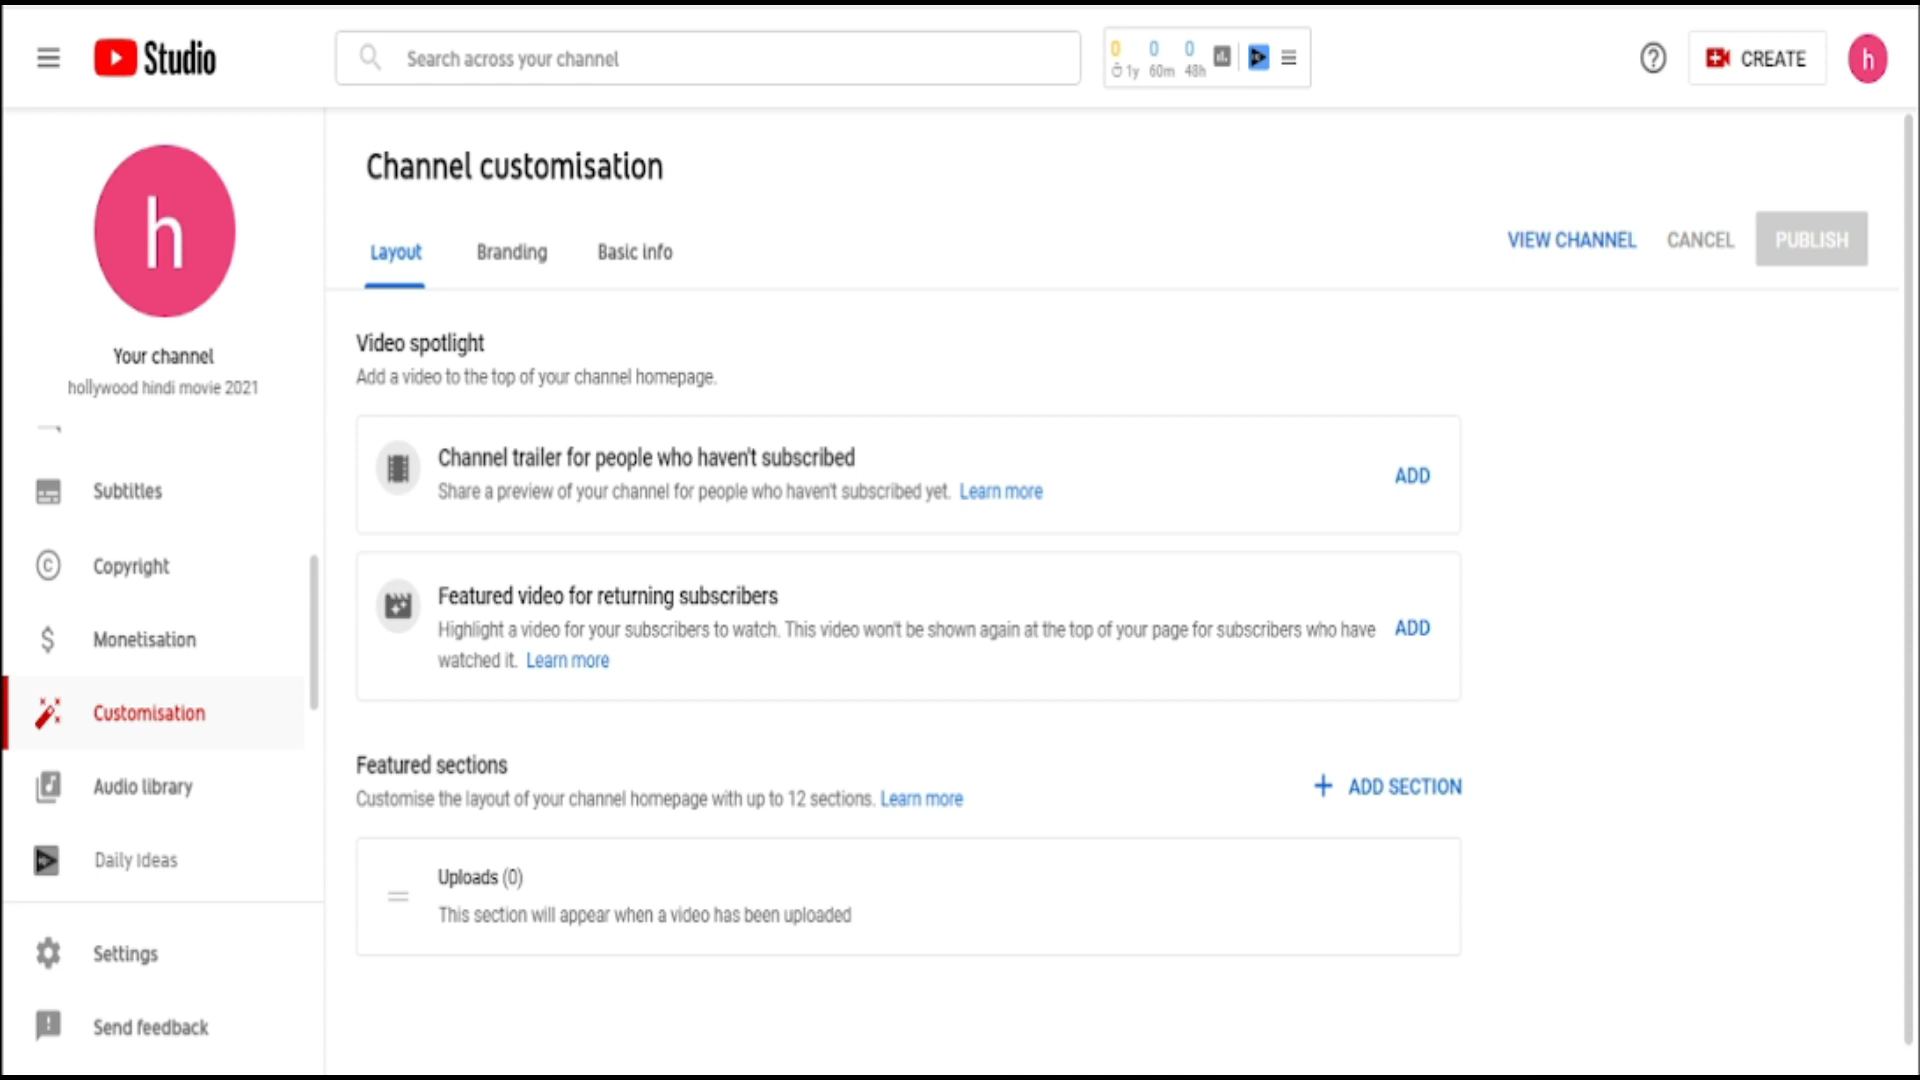 Studio
Search across your channel
0 0 0
1y 60m 48h
CREATE
h
h
Your channel
hollywood hindi movie 2021
Subtitles
Copyright
Monetisation
Customisation
Audio library
Daily Ideas
Settings
Send feedback
Channel customisation
Layout Branding Basic info
VIEW CHANNEL CANCEL PUBLISH
Video spotlight
Add a video to the top of your channel homepage.
Channel trailer for people who haven't subscribed
Share a preview of your channel for people who haven't subscribed yet. Learn more
ADD
Featured video for returning subscribers
Highlight a video for your subscribers to watch. This video won't be shown again at the top of your page for subscribers who have
watched it. Learn more
ADD
Featured sections
Customise the layout of your channel homepage with up to 12 sections. Learn more
+ ADD SECTION
Uploads (0)
This section will appear when a video has been uploaded